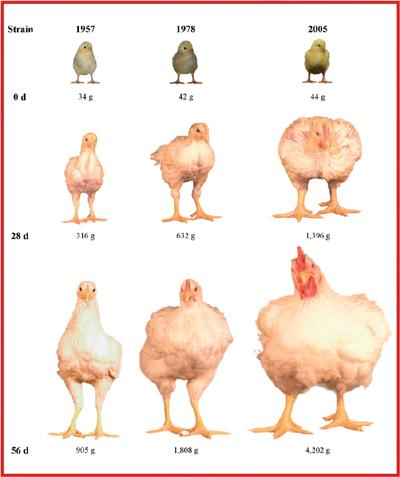 Strain 1957 1978 2005
0 d 34 g 42 g 44 g
28 d 316 g 632 g 1,396 g
56 d 905 g 1,808 g 4,202 g